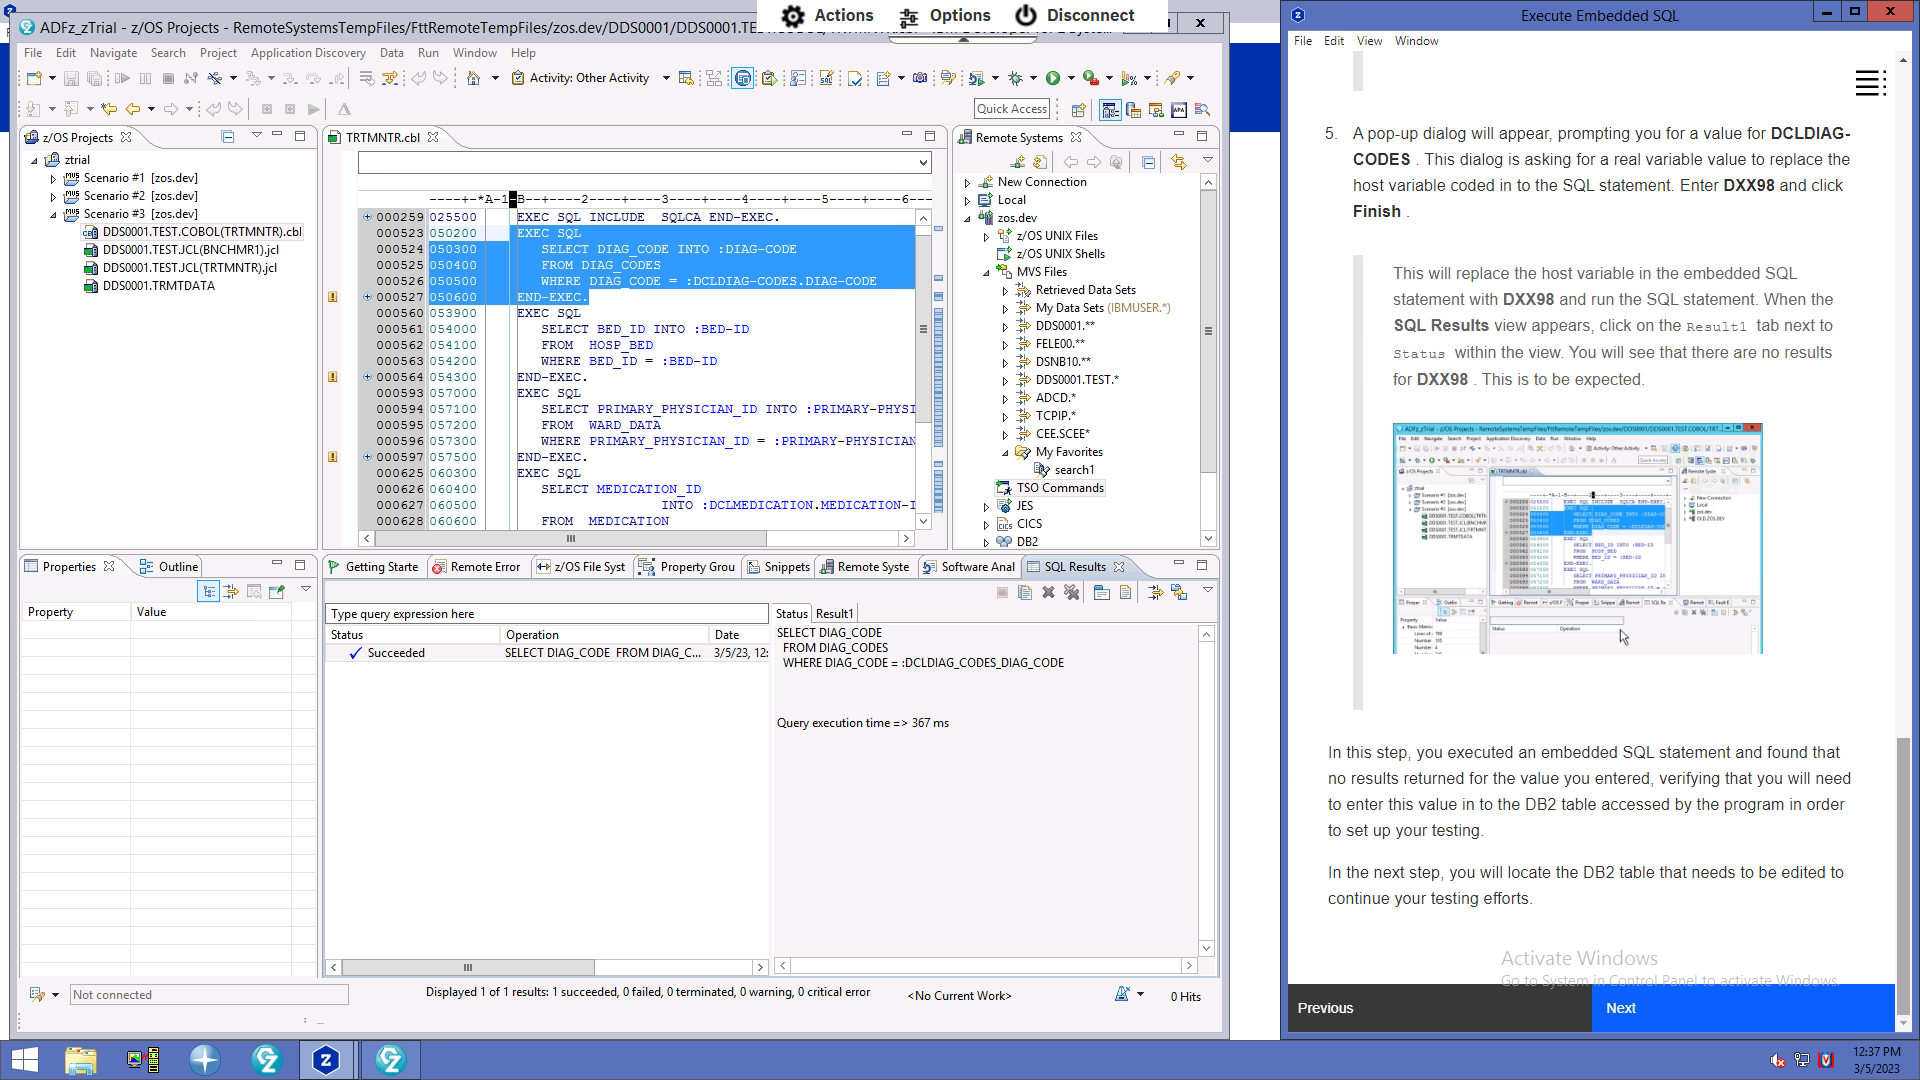 Actions
Options
Disconnect
ADFz_zTrial - z/OS Projects - RemoteSystemsTempFiles/FttRemoteTempFiles/zos.dev/DDS0001/DDS0001.TEST.
File Edit Navigate Search Project Application Discovery Data Run Window Help
Activity: Other Activity
Quick Access
z/OS Projects
ztrial
Scenario #1 [zos.dev]
Scenario #2 [zos.dev]
Scenario #3 [zos.dev]
DDS0001.TEST.COBOL(TRTMNTR).cbl
DDS0001.TEST.JCL(BNCHMR1).jcl
DDS0001.TEST.JCL(TRTMNTR).jcl
DDS0001.TRMTDATA
TRTMNTR.cbl
----+-*A-1-B--+----2----+----3----+----4----+----5----+----6-
000259 025500 EXEC SQL INCLUDE SQLCA END-EXEC.
000523 050200 EXEC SQL
000524 050300 SELECT DIAG_CODE INTO :DIAG-CODE
000525 050400 FROM DIAG_CODES
000526 050500 WHERE DIAG_CODE = :DCLDIAG-CODES.DIAG-CODE
000527 050600 END-EXEC.
000560 053900 EXEC SQL
000561 054000 SELECT BED_ID INTO :BED-ID
000562 054100 FROM HOSP_BED
000563 054200 WHERE BED_ID = :BED-ID
000564 054300 END-EXEC.
000593 057000 EXEC SQL
000594 057100 SELECT PRIMARY_PHYSICIAN_ID INTO :PRIMARY-PHYSI
000595 057200 FROM WARD_DATA
000596 057300 WHERE PRIMARY_PHYSICIAN_ID = :PRIMARY-PHYSICIAN
000597 057500 END-EXEC.
000625 060300 EXEC SQL
000626 060400 SELECT MEDICATION_ID
000627 060500 INTO :DCLMEDICATION.MEDICATION-I
000628 060600 FROM MEDICATION
Remote Systems
New Connection
Local
zos.dev
z/OS UNIX Files
z/OS UNIX Shells
MVS Files
Retrieved Data Sets
My Data Sets (IBMUSER.*)
DDS0001.**
FELE00.**
DSNB10.**
DDS0001.TEST.*
ADCD.*
TCPIP.*
CEE.SCEE*
My Favorites
search1
TSO Commands
JES
CICS
DB2
Properties
Outline
Property Value
Getting Starte
Remote Error
z/OS File Syst
Property Grou
Snippets
Remote Syste
Software Anal
SQL Results
Type query expression here
Status Operation Date
Succeeded SELECT DIAG_CODE FROM DIAG_C... 3/5/23, 12:
Status Result1
SELECT DIAG_CODE
FROM DIAG_CODES
WHERE DIAG_CODE = :DCLDIAG_CODES_DIAG_CODE
Query execution time => 367 ms
Not connected
Displayed 1 of 1 results: 1 succeeded, 0 failed, 0 terminated, 0 warning, 0 critical error
<No Current Work>
0 Hits
Execute Embedded SQL
File Edit View Window
5. A pop-up dialog will appear, prompting you for a value for DCLDIAG-
CODES . This dialog is asking for a real variable value to replace the
host variable coded in to the SQL statement. Enter DXX98 and click
Finish .
This will replace the host variable in the embedded SQL
statement with DXX98 and run the SQL statement. When the
SQL Results view appears, click on the Result1 tab next to
Status within the view. You will see that there are no results
for DXX98 . This is to be expected.
In this step, you executed an embedded SQL statement and found that
no results returned for the value you entered, verifying that you will need
to enter this value in to the DB2 table accessed by the program in order
to set up your testing.
In the next step, you will locate the DB2 table that needs to be edited to
continue your testing efforts.
Activate Windows
Go to System in Control Panel to activate Windows.
Previous
Next
12:37 PM
3/5/2023